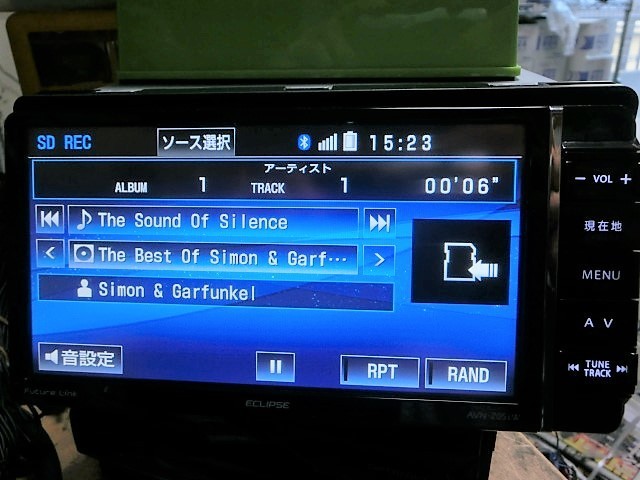 SD REC ソース選択 15:23
アーティスト
ALBUM 1 TRACK 1 00'06"
The Sound Of Silence
The Best Of Simon & Garf…
Simon & Garfunkel
音設定 RPT RAND
− VOL +
現在地
MENU
A V
TUNE
TRACK
Future Link
ECLIPSE